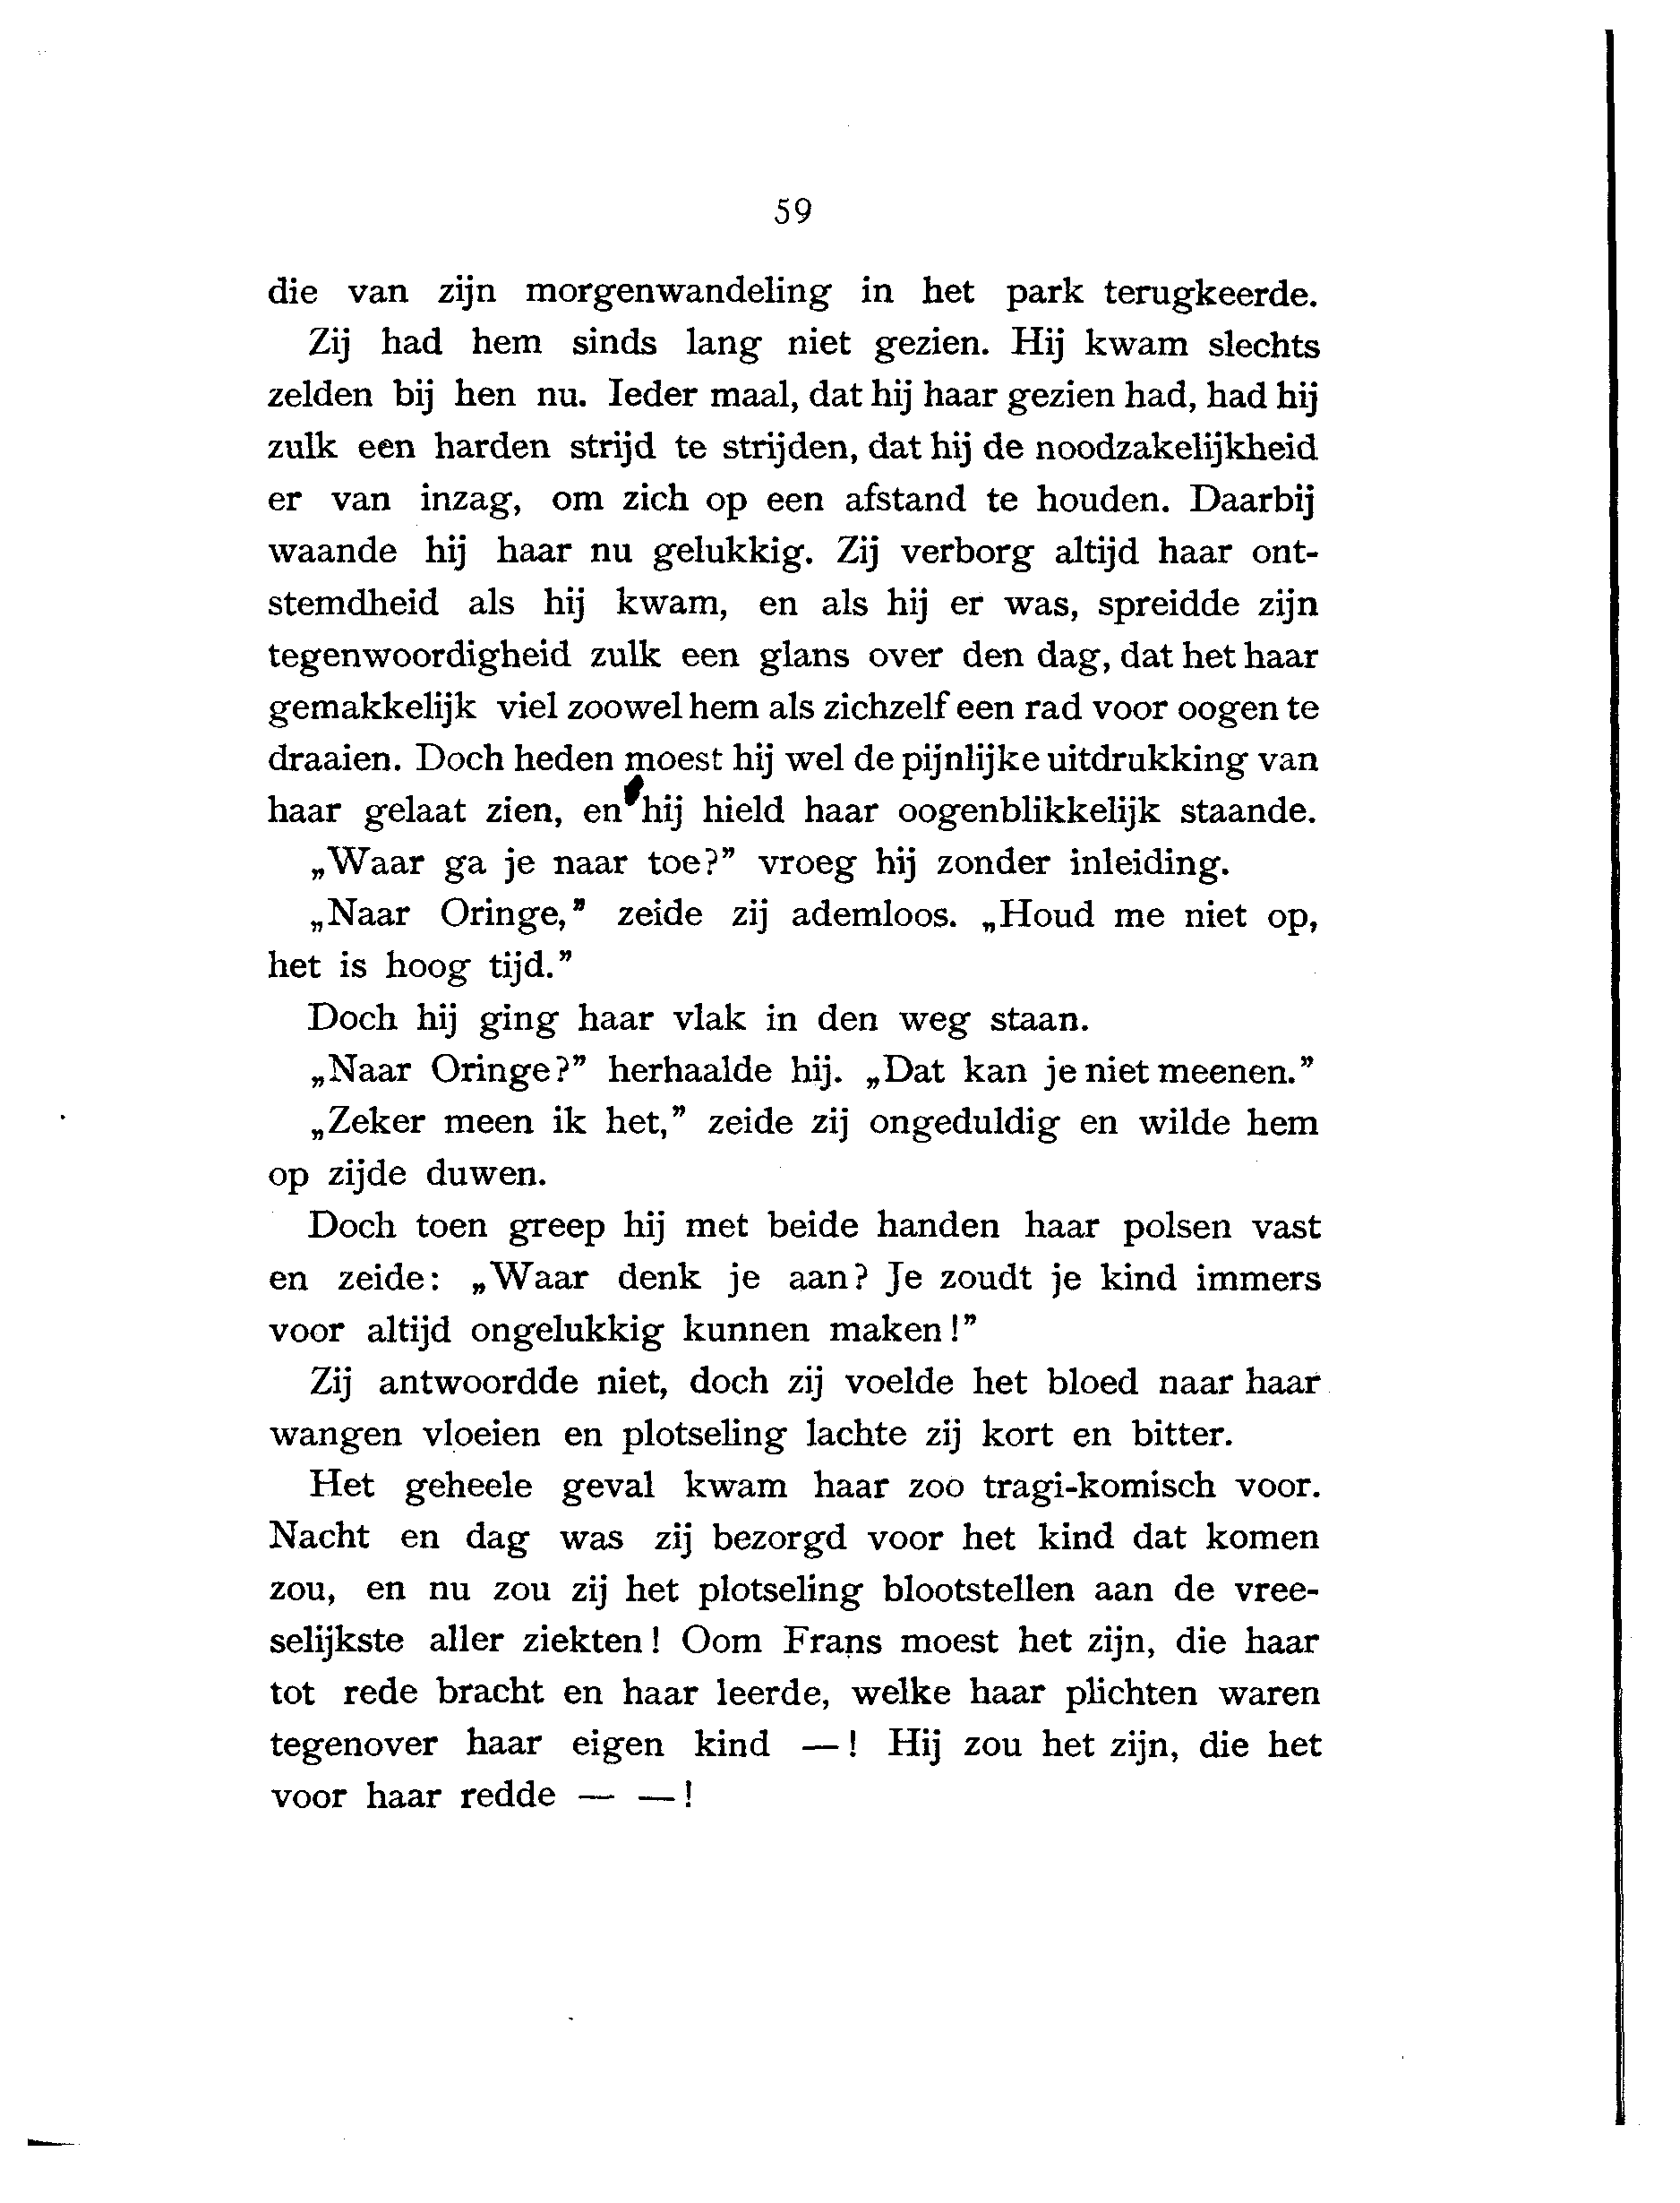 59
die van zijn morgenwandeling in het park terugkeerde.
Zij had hem sinds lang niet gezien. Hij kwam slechts
zelden bij hen nu. Ieder maal, dat hij haar gezien had, had hij
zulk een harden strijd te strijden, dat hij de noodzakelijkheid
er van inzag, om zich op een afstand te houden. Daarbij
waande hij haar nu gelukkig. Zij verborg altijd haar ont-
stemdheid als hij kwam, en als hij er was, spreidde zijn
tegenwoordigheid zulk een glans over den dag, dat het haar
gemakkelijk viel zoowel hem als zichzelf een rad voor oogen te
draaien. Doch heden moest hij wel de pijnlijke uitdrukking van
haar gelaat zien, en hij hield haar oogenblikkelijk staande.
„Waar ga je naar toe?” vroeg hij zonder inleiding.
„Naar Oringe,” zeide zij ademloos. „Houd me niet op,
het is hoog tijd.”
Doch hij ging haar vlak in den weg staan.
„Naar Oringe?” herhaalde hij. „Dat kan je niet meenen.”
„Zeker meen ik het,” zeide zij ongeduldig en wilde hem
op zijde duwen.
Doch toen greep hij met beide handen haar polsen vast
en zeide: „Waar denk je aan? Je zoudt je kind immers
voor altijd ongelukkig kunnen maken!”
Zij antwoordde niet, doch zij voelde het bloed naar haar
wangen vloeien en plotseling lachte zij kort en bitter.
Het geheele geval kwam haar zoo tragi-komisch voor.
Nacht en dag was zij bezorgd voor het kind dat komen
zou, en nu zou zij het plotseling blootstellen aan de vree-
selijkste aller ziekten! Oom Frans moest het zijn, die haar
tot rede bracht en haar leerde, welke haar plichten waren
tegenover haar eigen kind —! Hij zou het zijn, die het
voor haar redde — —!